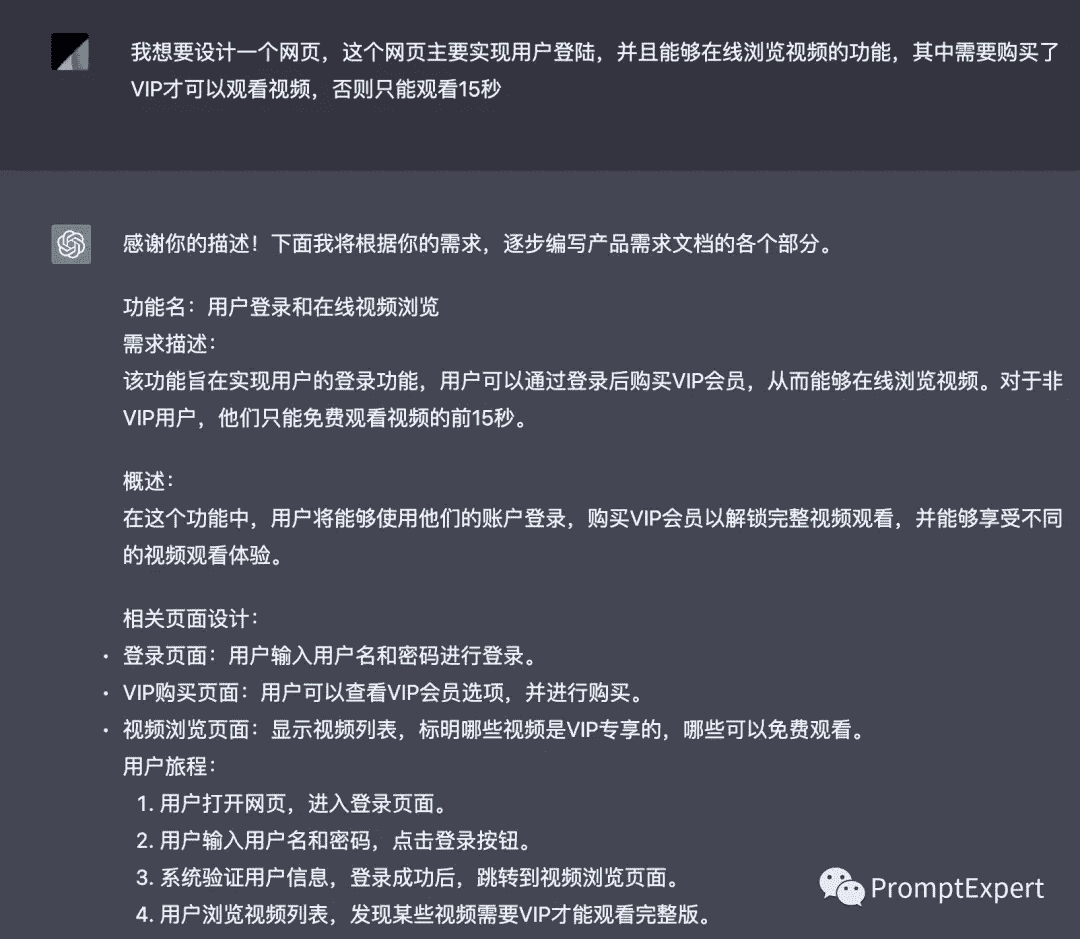 我想要设计一个网页，这个网页主要实现用户登陆，并且能够在线浏览视频的功能，其中需要购买了
VIP才可以观看视频，否则只能观看15秒
感谢你的描述！下面我将根据你的需求，逐步编写产品需求文档的各个部分。
功能名：用户登录和在线视频浏览
需求描述：
该功能旨在实现用户的登录功能，用户可以通过登录后购买VIP会员，从而能够在线浏览视频。对于非
VIP用户，他们只能免费观看视频的前15秒。
概述：
在这个功能中，用户将能够使用他们的账户登录，购买VIP会员以解锁完整视频观看，并能够享受不同
的视频观看体验。
相关页面设计：
• 登录页面：用户输入用户名和密码进行登录。
• VIP购买页面：用户可以查看VIP会员选项，并进行购买。
• 视频浏览页面：显示视频列表，标明哪些视频是VIP专享的，哪些可以免费观看。
用户旅程：
1. 用户打开网页，进入登录页面。
2. 用户输入用户名和密码，点击登录按钮。
3. 系统验证用户信息，登录成功后，跳转到视频浏览页面。
4. 用户浏览视频列表，发现某些视频需要VIP才能观看完整版。
PromptExpert